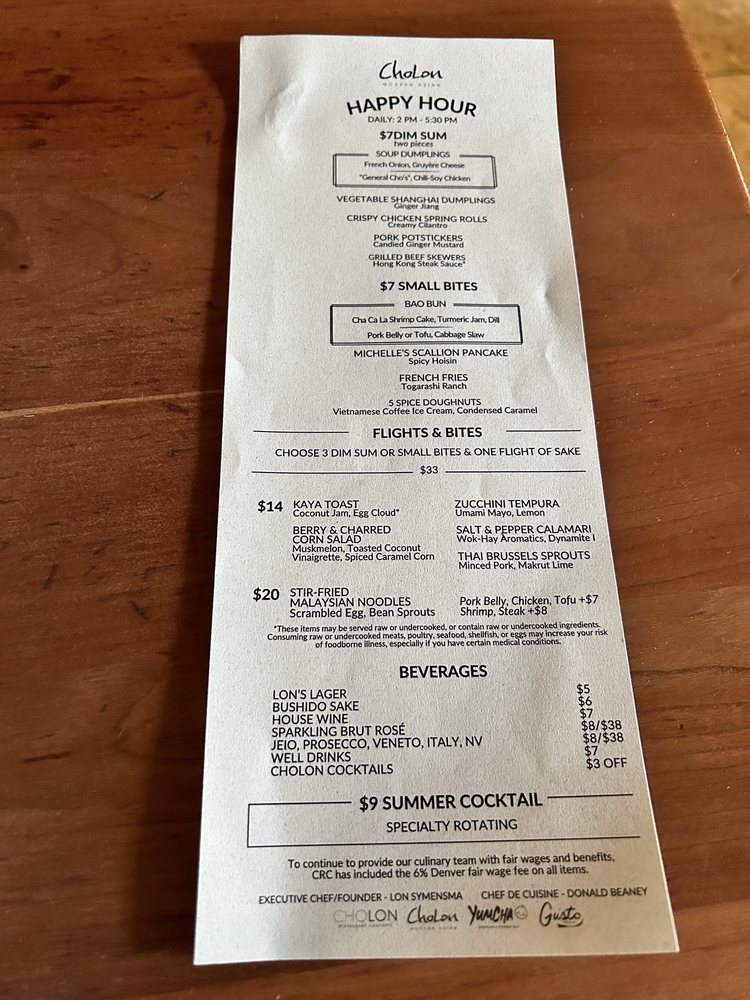 CHoLon
MODERN ASIAN
HAPPY HOUR
DAILY: 2 PM - 5:30 PM
$7DIM SUM
two pieces
SOUP DUMPLINGS
French Onion, Gruyère Cheese
"General Cho's", Chili-Soy Chicken
VEGETABLE SHANGHAI DUMPLINGS
Ginger Jiang
CRISPY CHICKEN SPRING ROLLS
Creamy Cilantro
PORK POTSTICKERS
Candied Ginger Mustard
GRILLED BEEF SKEWERS
Hong Kong Steak Sauce*
$7 SMALL BITES
BAO BUN
Cha Ca La Shrimp Cake, Turmeric Jam, Dill
Pork Belly or Tofu, Cabbage Slaw
MICHELLE'S SCALLION PANCAKE
Spicy Hoisin
FRENCH FRIES
Togarashi Ranch
5 SPICE DOUGHNUTS
Vietnamese Coffee Ice Cream, Condensed Caramel
FLIGHTS & BITES
CHOOSE 3 DIM SUM OR SMALL BITES & ONE FLIGHT OF SAKE
$33
$14 KAYA TOAST
Coconut Jam, Egg Cloud*
BERRY & CHARRED
CORN SALAD
Muskmelon, Toasted Coconut
Vinaigrette, Spiced Caramel Corn
ZUCCHINI TEMPURA
Umami Mayo, Lemon
SALT & PEPPER CALAMARI
Wok-Hay Aromatics, Dynamite I
THAI BRUSSELS SPROUTS
Minced Pork, Makrut Lime
$20 STIR-FRIED
MALAYSIAN NOODLES
Scrambled Egg, Bean Sprouts
Pork Belly, Chicken, Tofu +$7
Shrimp, Steak +$8
*These items may be served raw or undercooked, or contain raw or undercooked ingredients.
Consuming raw or undercooked meats, poultry, seafood, shellfish, or eggs may increase your risk
of foodborne illness, especially if you have certain medical conditions.
BEVERAGES
LON'S LAGER $5
BUSHIDO SAKE $6
HOUSE WINE $7
SPARKLING BRUT ROSÉ $8/$38
JEIO, PROSECCO, VENETO, ITALY, NV $8/$38
WELL DRINKS $7
CHOLON COCKTAILS $3 OFF
$9 SUMMER COCKTAIL
SPECIALTY ROTATING
To continue to provide our culinary team with fair wages and benefits,
CRC has included the 6% Denver fair wage fee on all items.
EXECUTIVE CHEF/FOUNDER - LON SYMENSMA CHEF DE CUISINE - DONALD BEANEY
CHOLON CHoLon YUMCHA Gusto
RESTAURANT CONCEPTS MODERN ASIAN